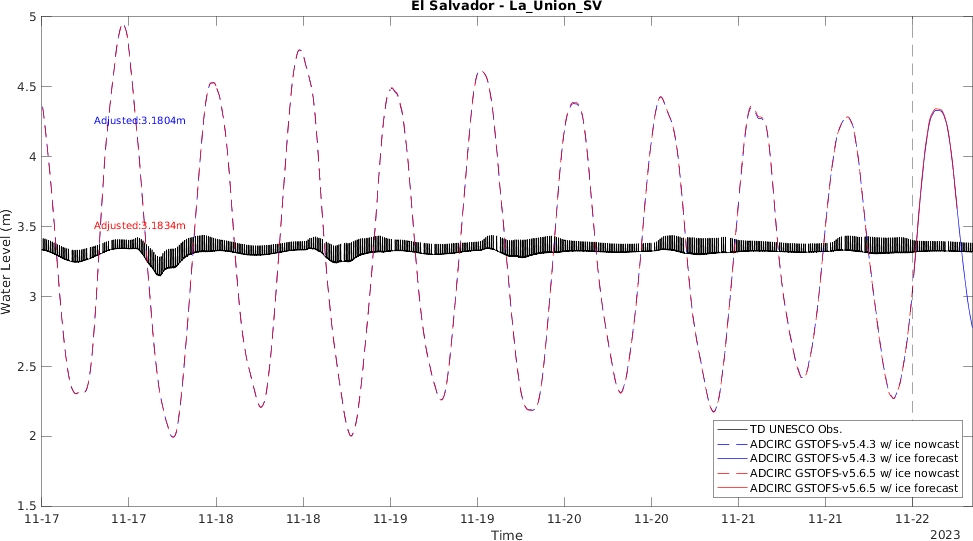 El Salvador - La_Union_SV
Water Level (m)
5
4.5
4
3.5
3
2.5
2
1.5
Adjusted:3.1804m
Adjusted:3.1834m
TD UNESCO Obs.
ADCIRC GSTOFS-v5.4.3 w/ ice nowcast
ADCIRC GSTOFS-v5.4.3 w/ ice forecast
ADCIRC GSTOFS-v5.6.5 w/ ice nowcast
ADCIRC GSTOFS-v5.6.5 w/ ice forecast
11-17 11-17 11-18 11-18 11-19 11-19 11-20 11-20 11-21 11-21 11-22
Time
2023